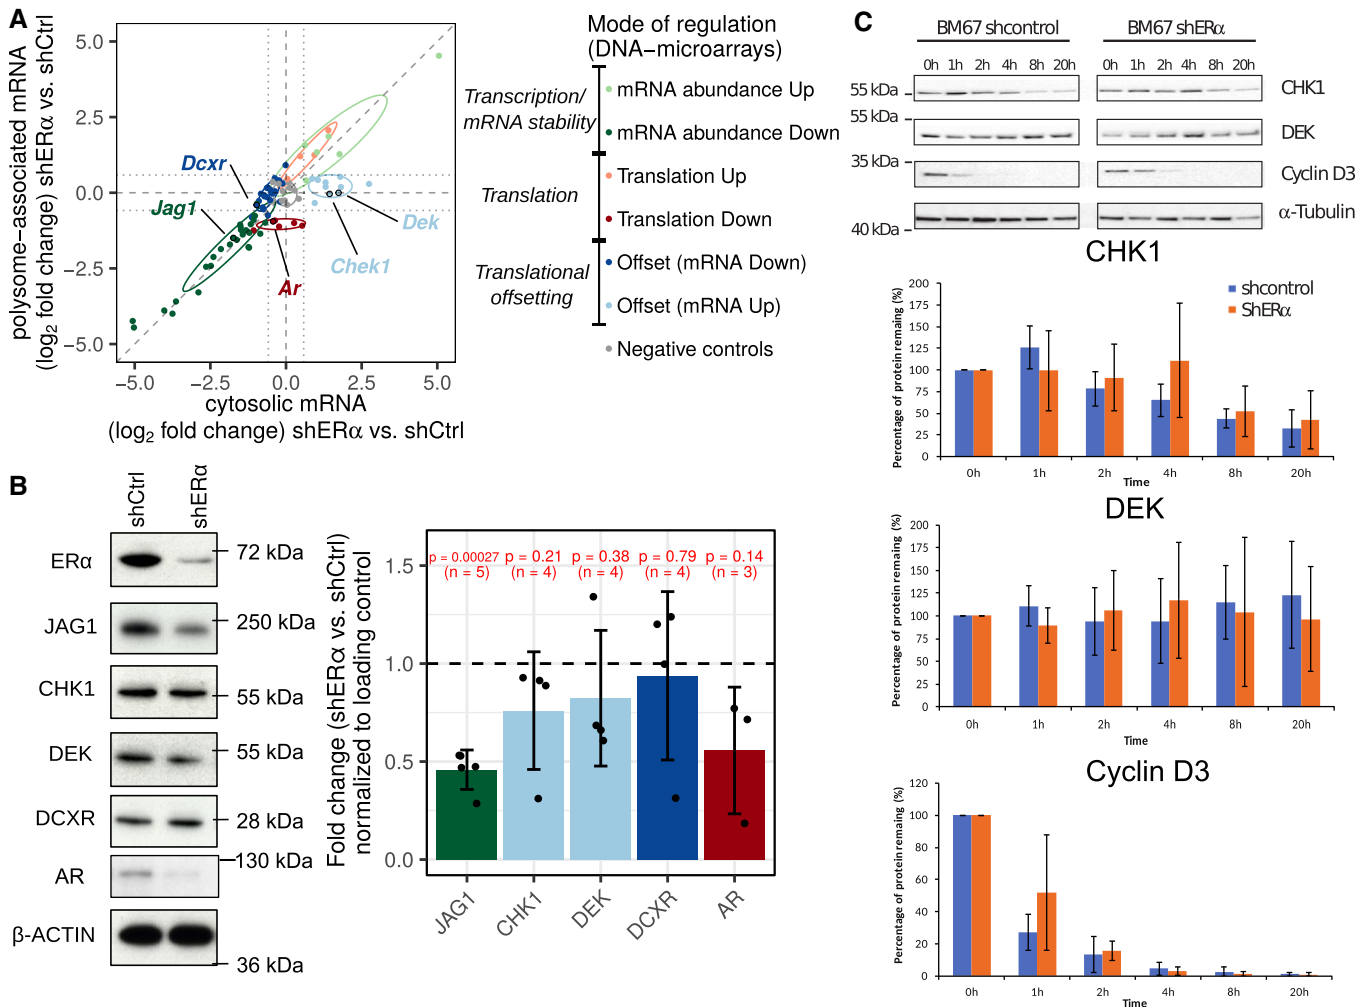 A
polysome−associated mRNA
(log2 fold change) shERα vs. shCtrl
5.0
2.5
0.0
−2.5
−5.0
−5.0
−2.5
0.0
2.5
5.0
cytosolic mRNA
(log2 fold change) shERα vs. shCtrl
Dcxr
Jag1
Dek
Chek1
Ar
Mode of regulation
(DNA−microarrays)
Transcription/
mRNA stability
mRNA abundance Up
mRNA abundance Down
Translation
Translation Up
Translation Down
Translational
offsetting
Offset (mRNA Down)
Offset (mRNA Up)
Negative controls
B
shCtrl
shERα
ERα
72 kDa
JAG1
250 kDa
CHK1
55 kDa
DEK
55 kDa
DCXR
28 kDa
AR
130 kDa
β-ACTIN
36 kDa
Fold change (shERα vs. shCtrl)
normalized to loading control
1.5
1.0
0.5
0.0
p = 0.00027
(n = 5)
p = 0.21
(n = 4)
p = 0.38
(n = 4)
p = 0.79
(n = 4)
p = 0.14
(n = 3)
JAG1
CHK1
DEK
DCXR
AR
C
BM67 shcontrol
BM67 shERα
0h 1h 2h 4h 8h 20h
0h 1h 2h 4h 8h 20h
55 kDa
CHK1
55 kDa
DEK
35 kDa
Cyclin D3
α-Tubulin
40 kDa
CHK1
Percentage of protein remaing (%)
200
175
150
125
100
75
50
25
0
shcontrol
ShERα
0h 1h 2h 4h 8h 20h
Time
DEK
Percentage of protein remaing (%)
200
175
150
125
100
75
50
25
0
0h 1h 2h 4h 8h 20h
Time
Cyclin D3
Percentage of protein remaing (%)
120
100
80
60
40
20
0
0h 1h 2h 4h 8h 20h
Time